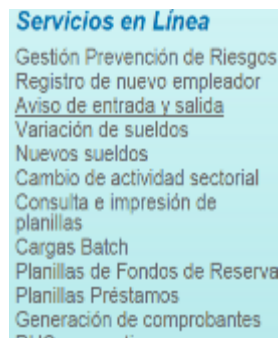 Servicios en Línea
Gestión Prevención de Riesgos
Registro de nuevo empleador
Aviso de entrada y salida
Variación de sueldos
Nuevos sueldos
Cambio de actividad sectorial
Consulta e impresión de
planillas
Cargas Batch
Planillas de Fondos de Reserva
Planillas Préstamos
Generación de comprobantes